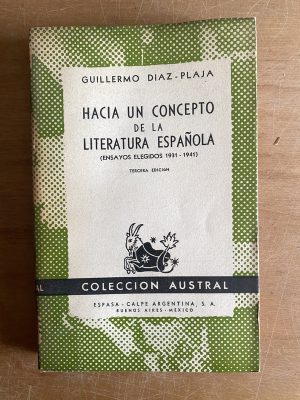 GUILLERMO DIAZ-PLAJA
HACIA UN CONCEPTO
DE LA
LITERATURA ESPAÑOLA
(ENSAYOS ELEGIDOS 1931-1941)
TERCERA EDICION
AL
COLECCION AUSTRAL
ESPASA-CALPE ARGENTINA, S. A.
BUENOS AIRES-MEXICO